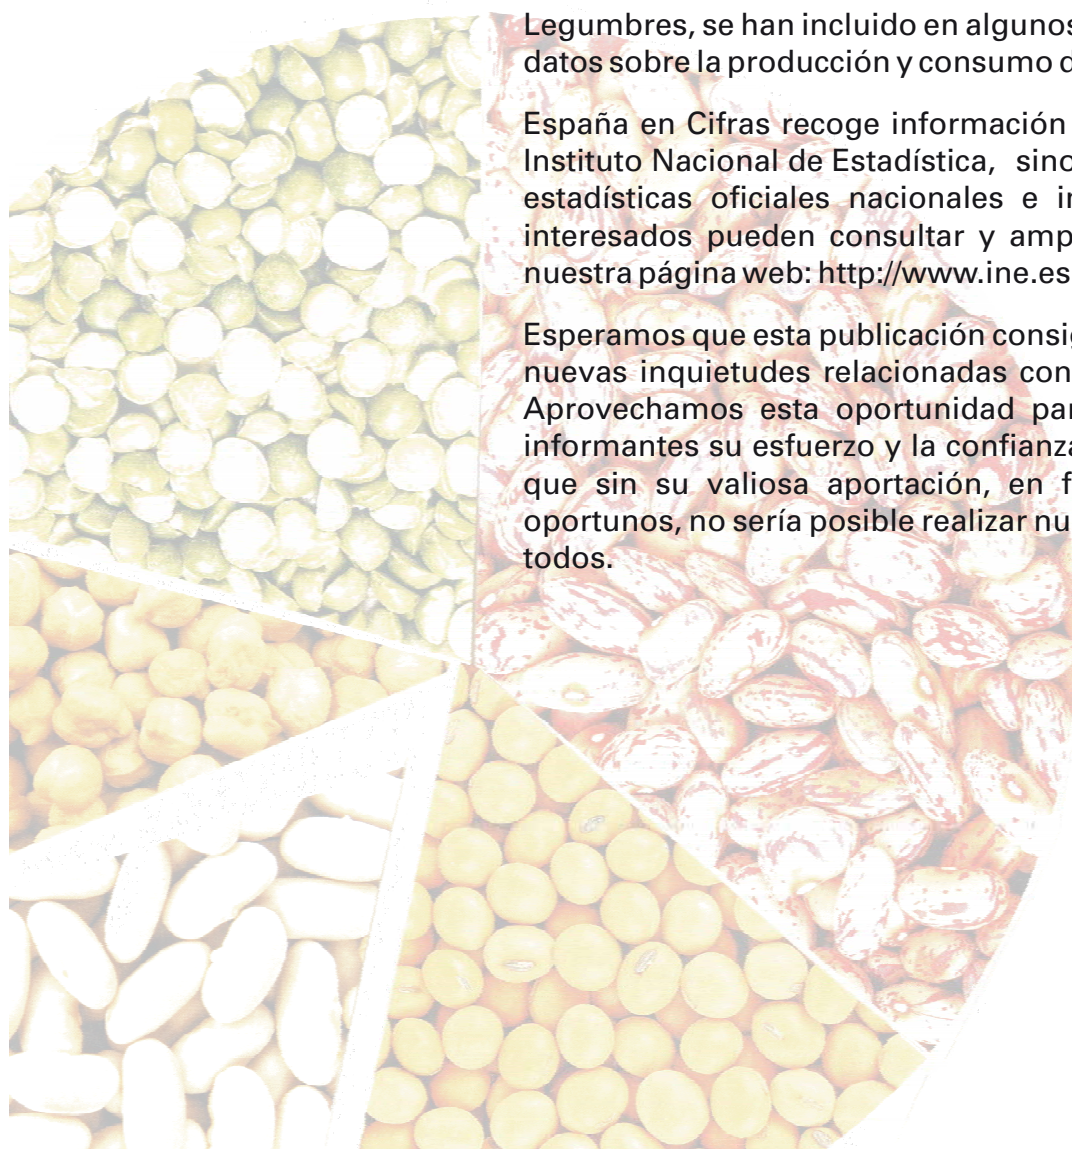 Legumbres, se han incluido en algunos
datos sobre la producción y consumo d
España en Cifras recoge información
Instituto Nacional de Estadística, sino
estadísticas oficiales nacionales e in
interesados pueden consultar y amp
nuestra página web: http://www.ine.es
Esperamos que esta publicación consig
nuevas inquietudes relacionadas con
Aprovechamos esta oportunidad par
informantes su esfuerzo y la confianza
que sin su valiosa aportación, en f
oportunos, no sería posible realizar nu
todos.